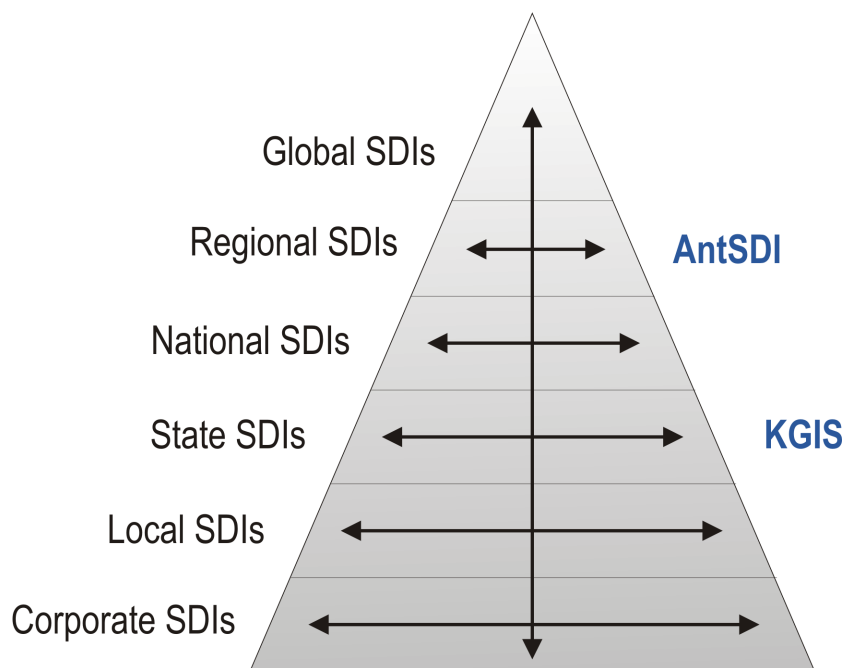 Global SDIs
Regional SDIs
AntSDI
National SDIs
State SDIs
KGIS
Local SDIs
Corporate SDIs